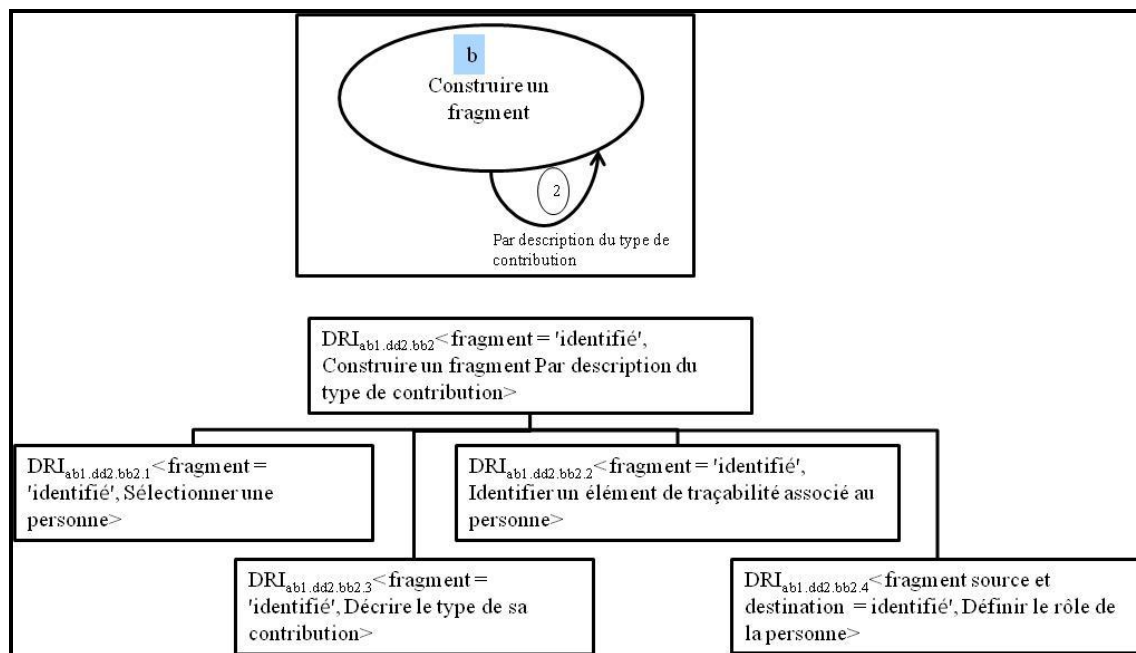 b
Construire un
fragment
2
Par description du type de
contribution
DRIab1.dd2.bb2<fragment = 'identifié',
Construire un fragment Par description du
type de contribution>
DRIab1.dd2.bb2.1<fragment =
'identifié', Sélectionner une
personne>
DRIab1.dd2.bb2.2<fragment = 'identifié',
Identifier un élément de traçabilité associé au
personne>
DRIab1.dd2.bb2.3<fragment =
'identifié', Décrire le type de sa
contribution>
DRIab1.dd2.bb2.4<fragment source et
destination = identifié', Définir le rôle de
la personne>